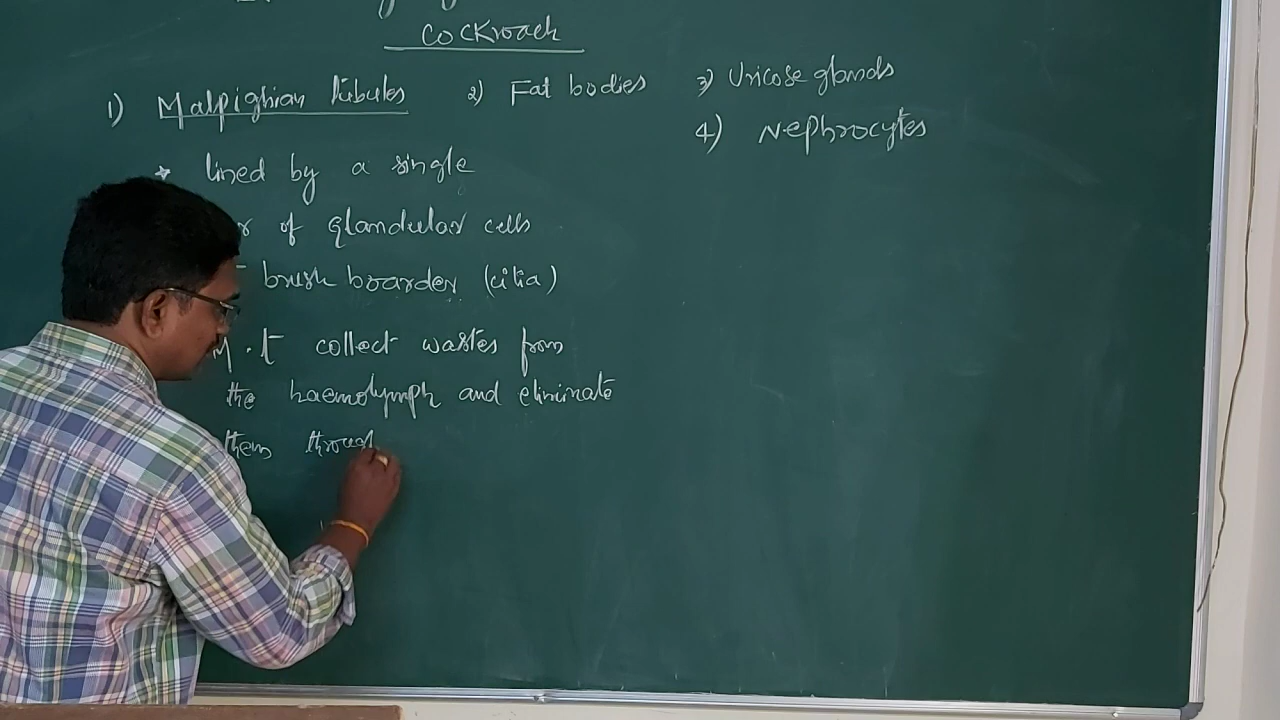 Cockroach
1) Malpighian tubules 2) Fat bodies 3) Uricose glands
4) Nephrocytes
* lined by a single
of glandular cells
brush boarder (cilia)
M.T collect wastes from
the haemolymph and eliminate
them through